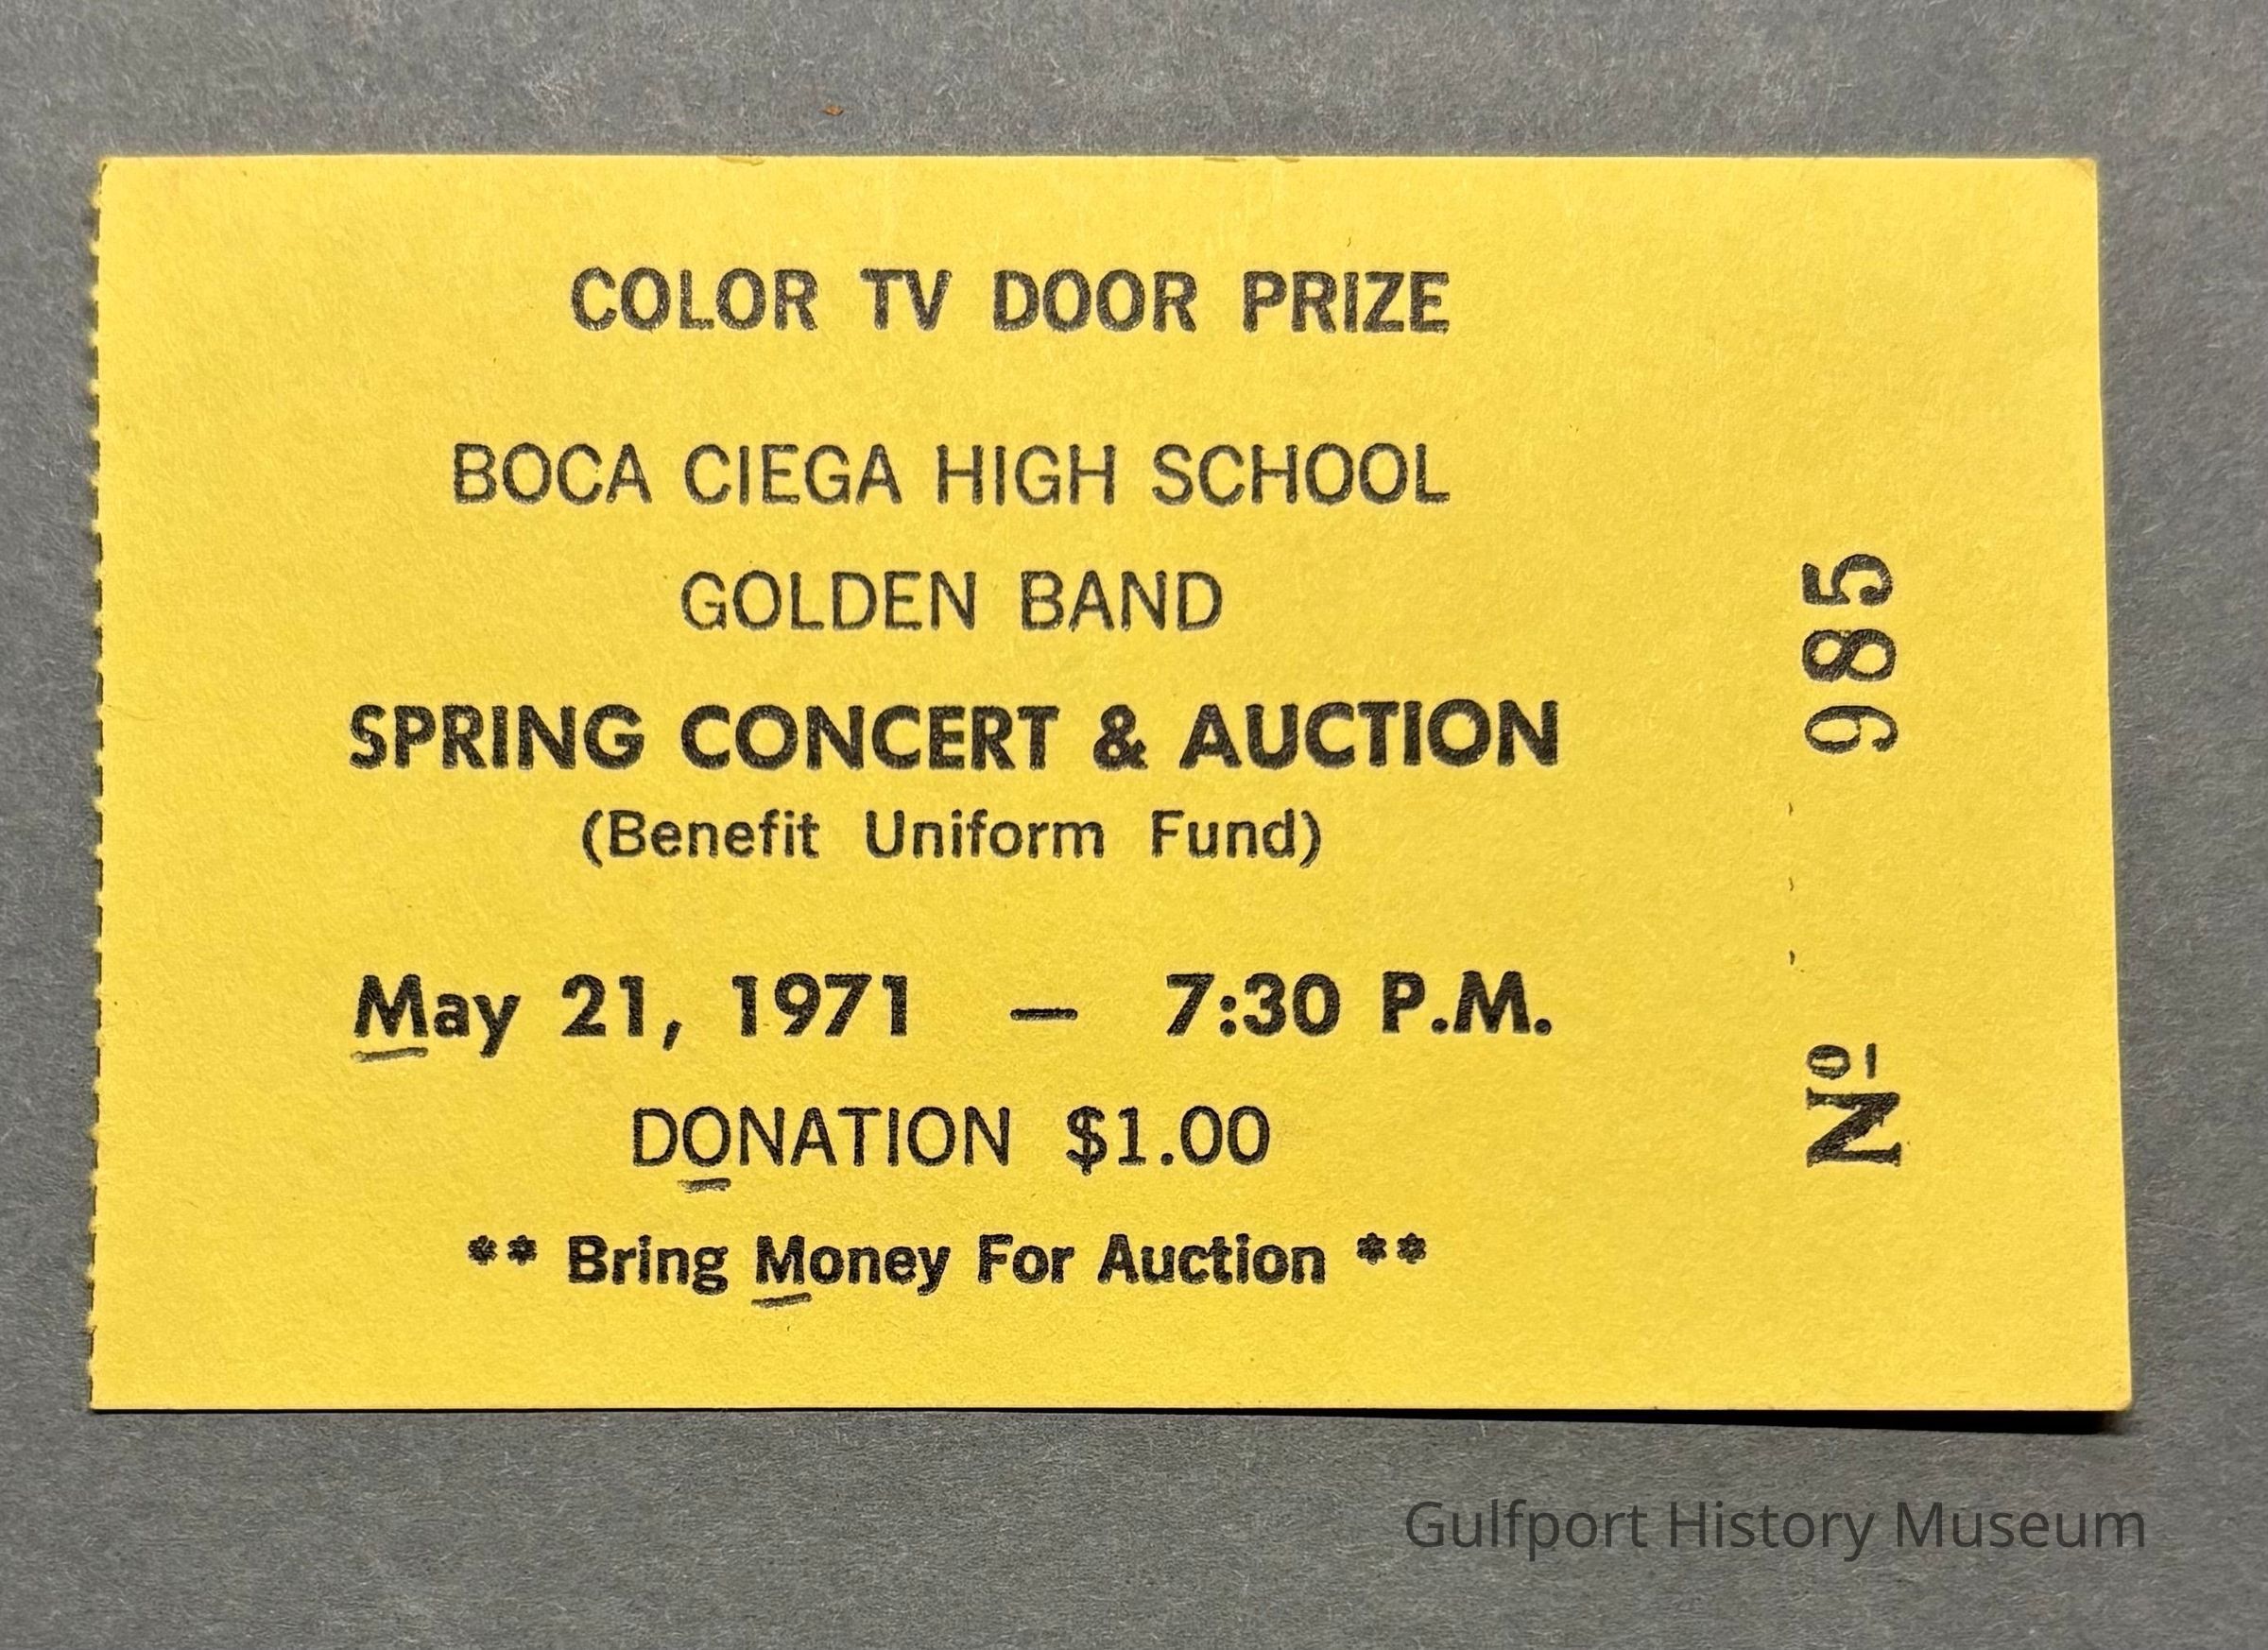 COLOR TV DOOR PRIZE
BOCA CIEGA HIGH SCHOOL
GOLDEN BAND
SPRING CONCERT & AUCTION
(Benefit Uniform Fund)
May 21, 1971 — 7:30 P.M.
DONATION $1.00
** Bring Money For Auction **
Nº 985
Gulfport History Museum